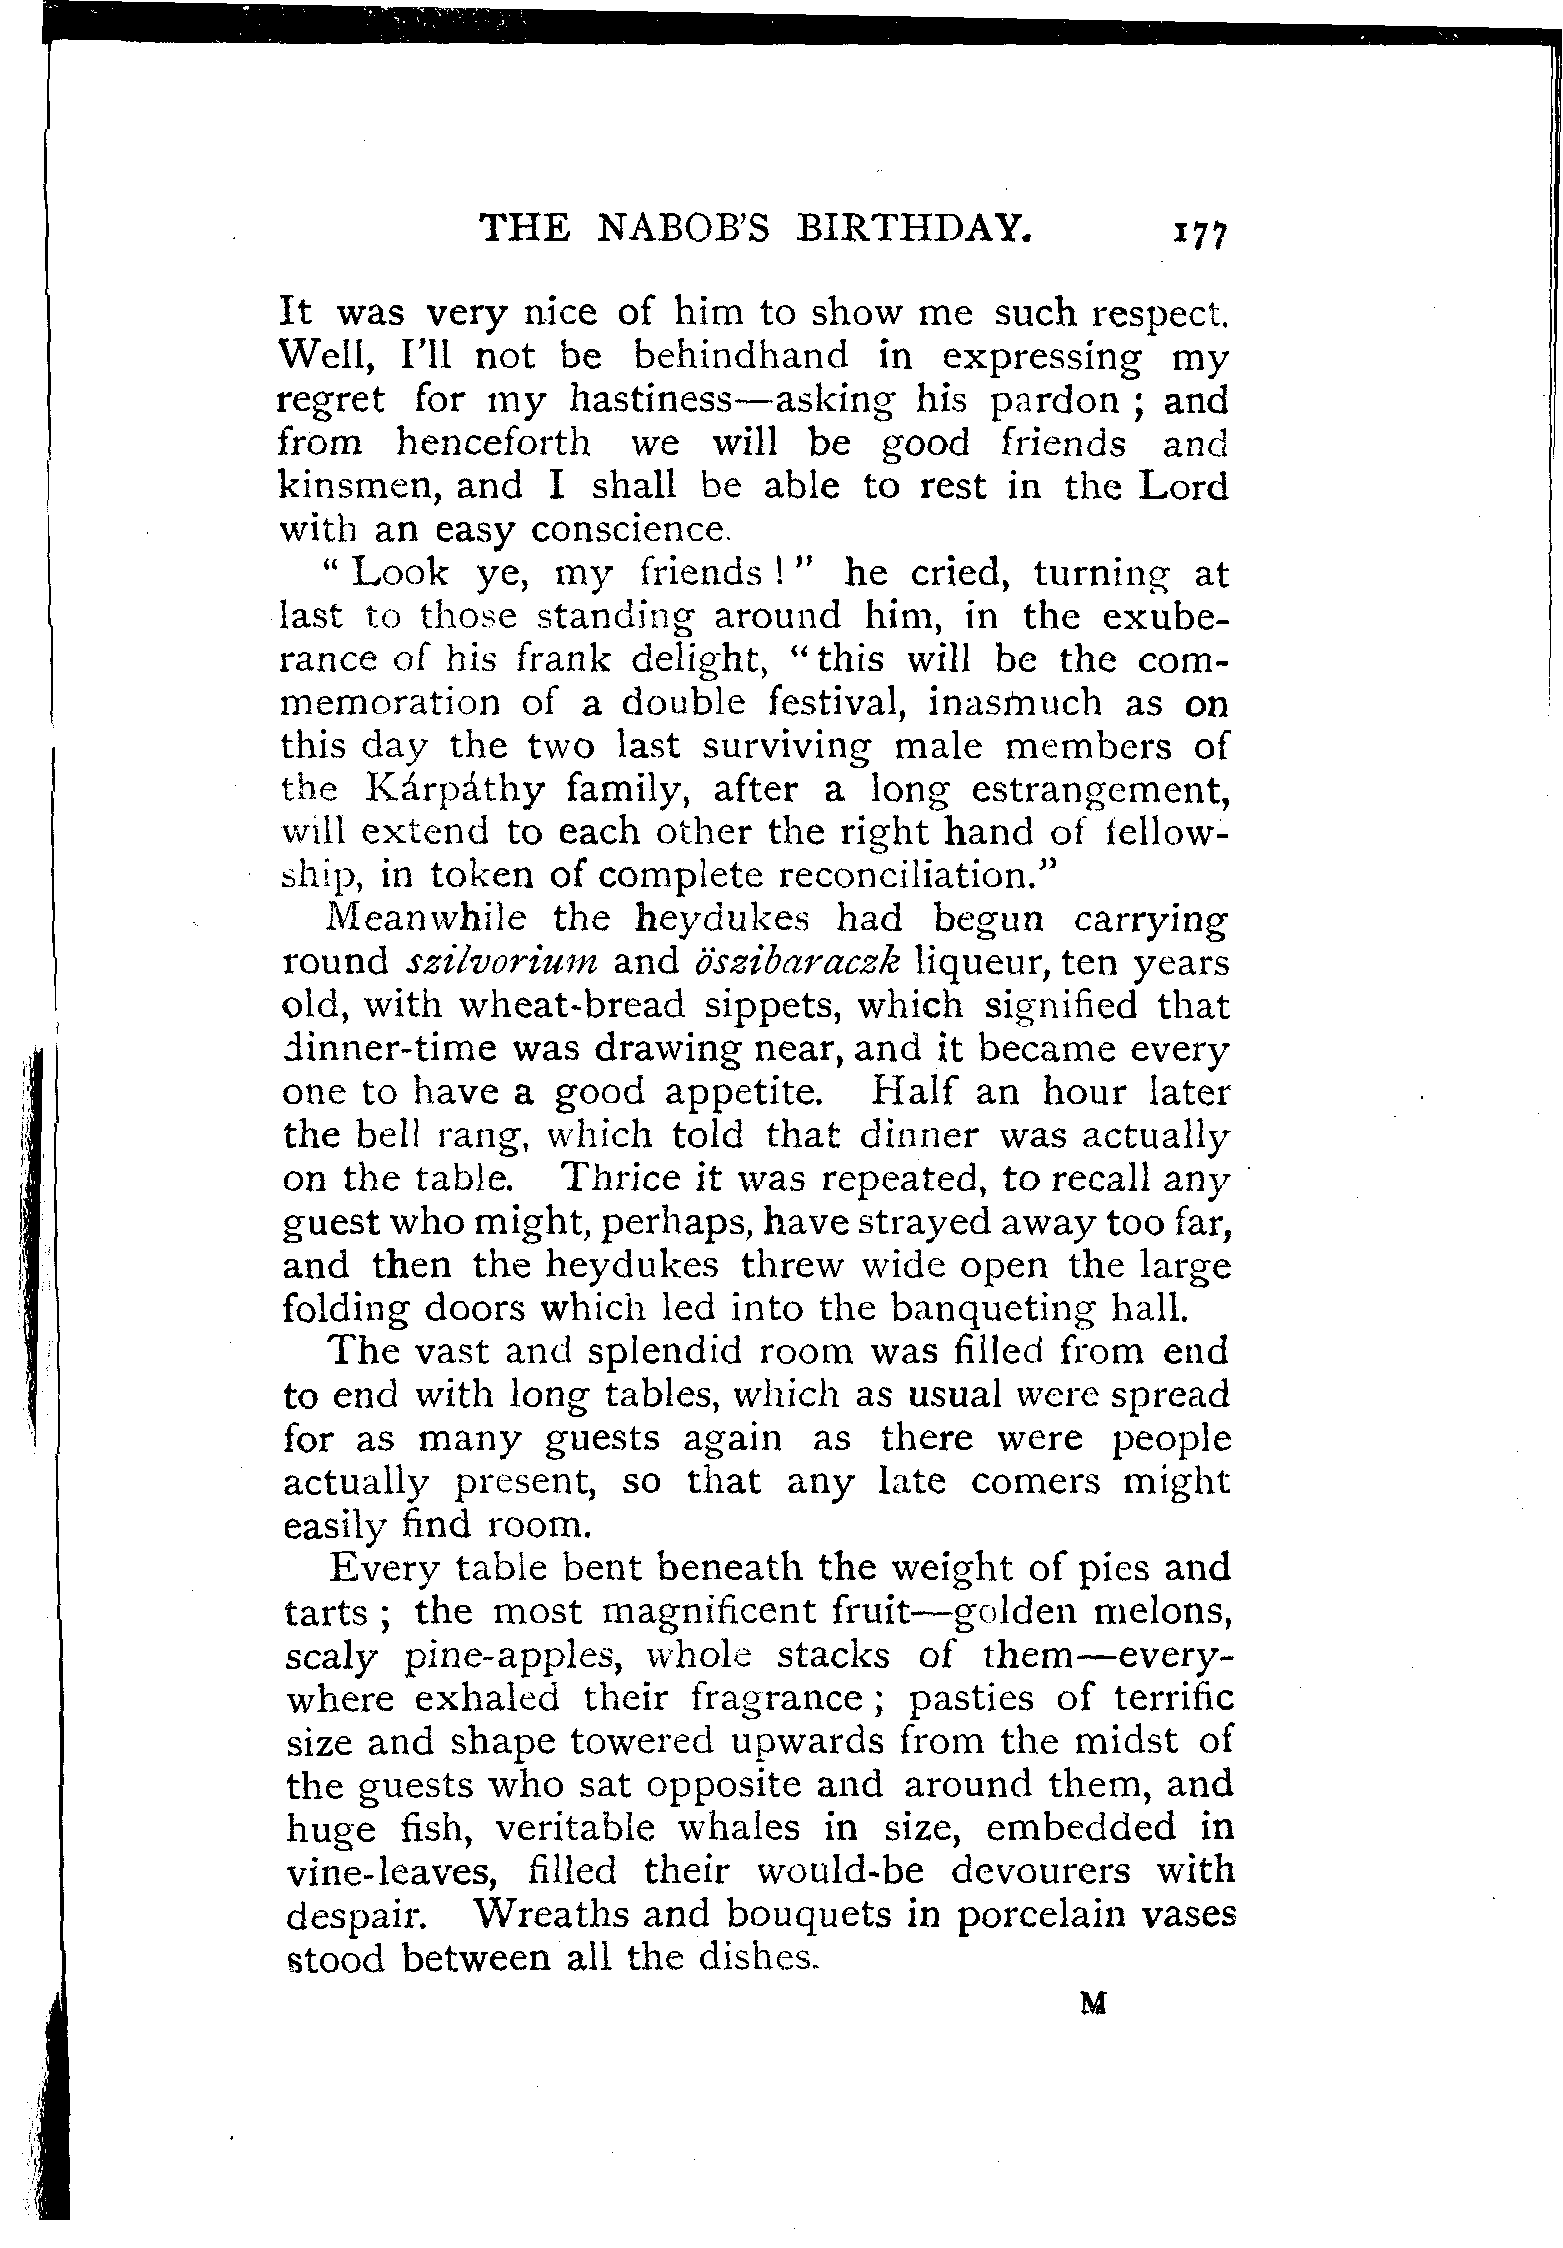 THE NABOB'S BIRTHDAY. 177
It was very nice of him to show me such respect.
Well, I'll not be behindhand in expressing my
regret for my hastiness—asking his pardon ; and
from henceforth we will be good friends and
kinsmen, and I shall be able to rest in the Lord
with an easy conscience.
“ Look ye, my friends ! ” he cried, turning at
last to those standing around him, in the exube-
rance of his frank delight, “ this will be the com-
memoration of a double festival, inasmuch as on
this day the two last surviving male members of
the Kárpáthy family, after a long estrangement,
will extend to each other the right hand of fellow-
ship, in token of complete reconciliation.”
Meanwhile the heydukes had begun carrying
round szilvorium and öszibaraczk liqueur, ten years
old, with wheat-bread sippets, which signified that
dinner-time was drawing near, and it became every
one to have a good appetite. Half an hour later
the bell rang, which told that dinner was actually
on the table. Thrice it was repeated, to recall any
guest who might, perhaps, have strayed away too far,
and then the heydukes threw wide open the large
folding doors which led into the banqueting hall.
The vast and splendid room was filled from end
to end with long tables, which as usual were spread
for as many guests again as there were people
actually present, so that any late comers might
easily find room.
Every table bent beneath the weight of pies and
tarts ; the most magnificent fruit—golden melons,
scaly pine-apples, whole stacks of them—every-
where exhaled their fragrance ; pasties of terrific
size and shape towered upwards from the midst of
the guests who sat opposite and around them, and
huge fish, veritable whales in size, embedded in
vine-leaves, filled their would-be devourers with
despair. Wreaths and bouquets in porcelain vases
stood between all the dishes.
M